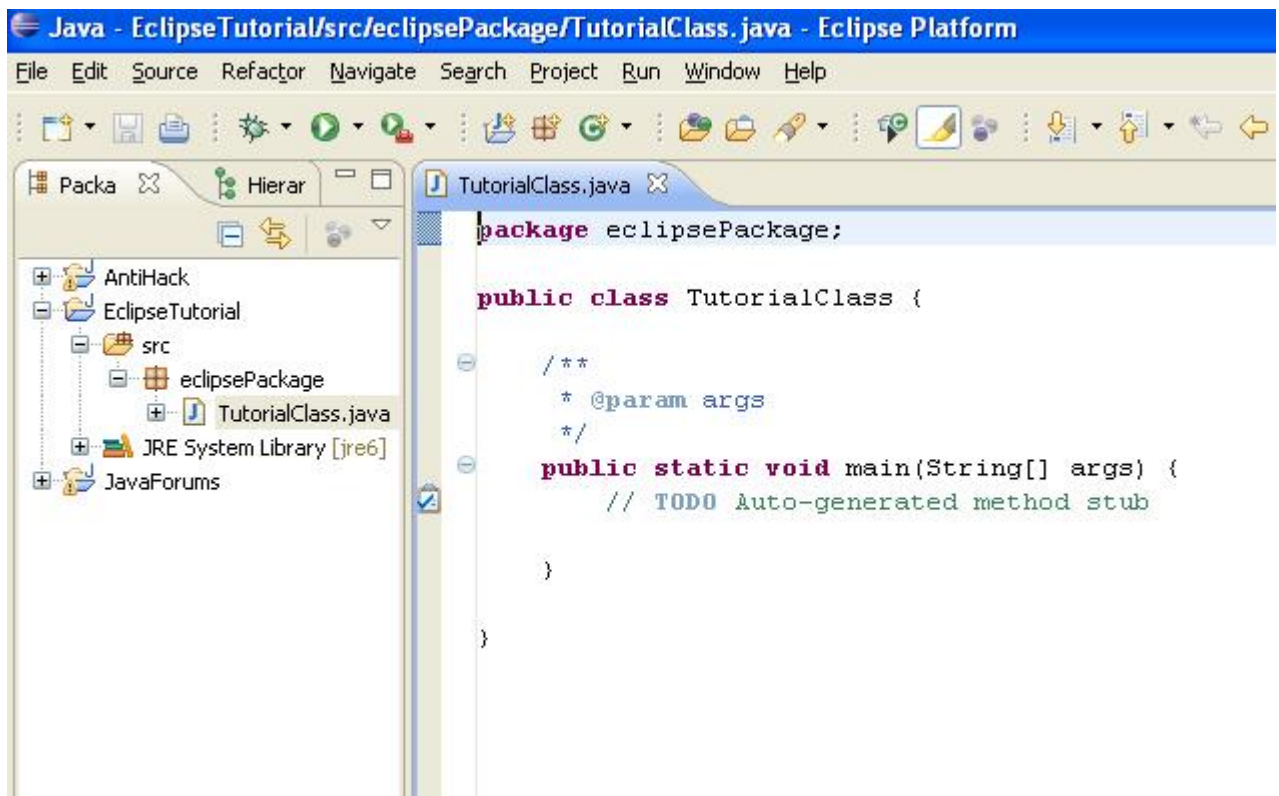 Java - EclipseTutorial/src/eclipsePackage/TutorialClass.java - Eclipse Platform
File Edit Source Refactor Navigate Search Project Run Window Help
Packa Hierar
TutorialClass.java
AntiHack
EclipseTutorial
src
eclipsePackage
TutorialClass.java
JRE System Library [jre6]
JavaForums
package eclipsePackage;
public class TutorialClass {
/**
* @param args
*/
public static void main(String[] args) {
// TODO Auto-generated method stub
}
}